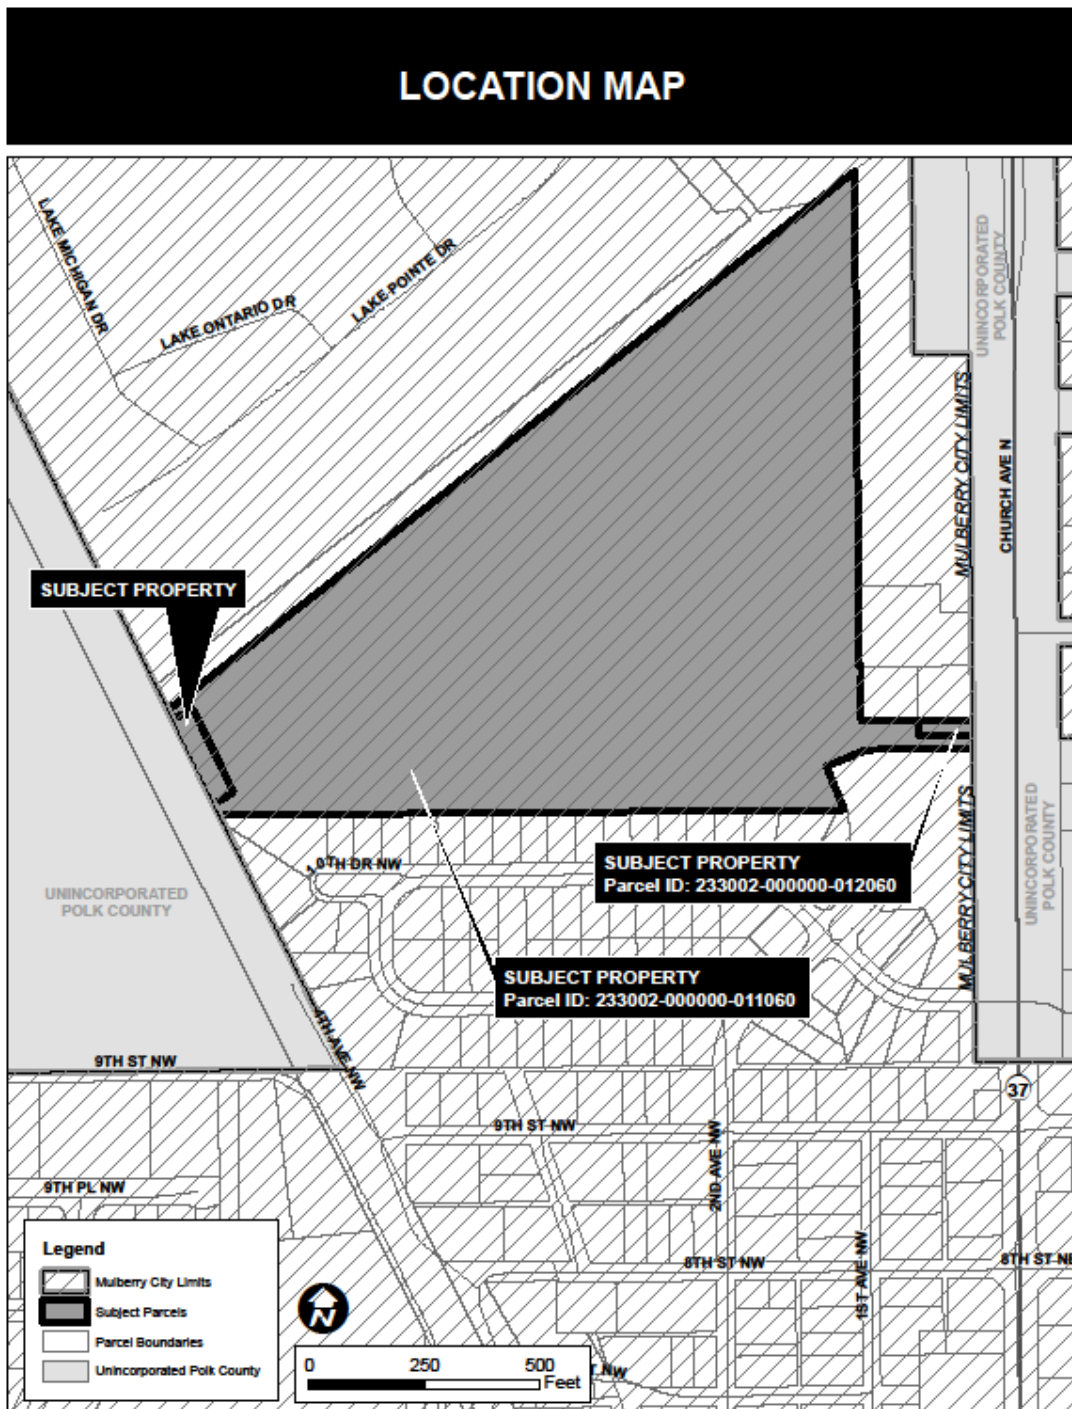 LOCATION MAP
LAKE MICHIGAN DR
LAKE ONTARIO DR
LAKE POINTE DR
UNINCORPORATED
POLK COUNTY
MULBERRY CITY LIMITS
CHURCH AVE N
SUBJECT PROPERTY
UNINCORPORATED
POLK COUNTY
MULBERRY CITY LIMITS
10TH DR NW
SUBJECT PROPERTY
Parcel ID: 233002-000000-012060
UNINCORPORATED
POLK COUNTY
SUBJECT PROPERTY
Parcel ID: 233002-000000-011060
4TH AVE NW
9TH ST NW
37
9TH ST NW
2ND AVE NW
9TH PL NW
8TH ST NW
1ST AVE NW
8TH ST NE
Legend
Mulberry City Limits
Subject Parcels
Parcel Boundaries
Unincorporated Polk County
N
0 250 500
Feet
T NW